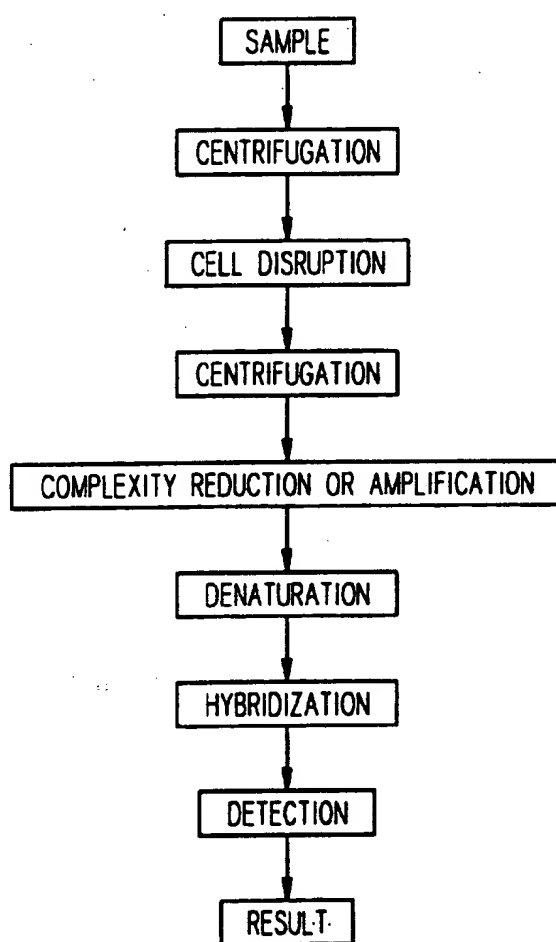 SAMPLE
CENTRIFUGATION
CELL DISRUPTION
CENTRIFUGATION
COMPLEXITY REDUCTION OR AMPLIFICATION
DENATURATION
HYBRIDIZATION
DETECTION
RESULT